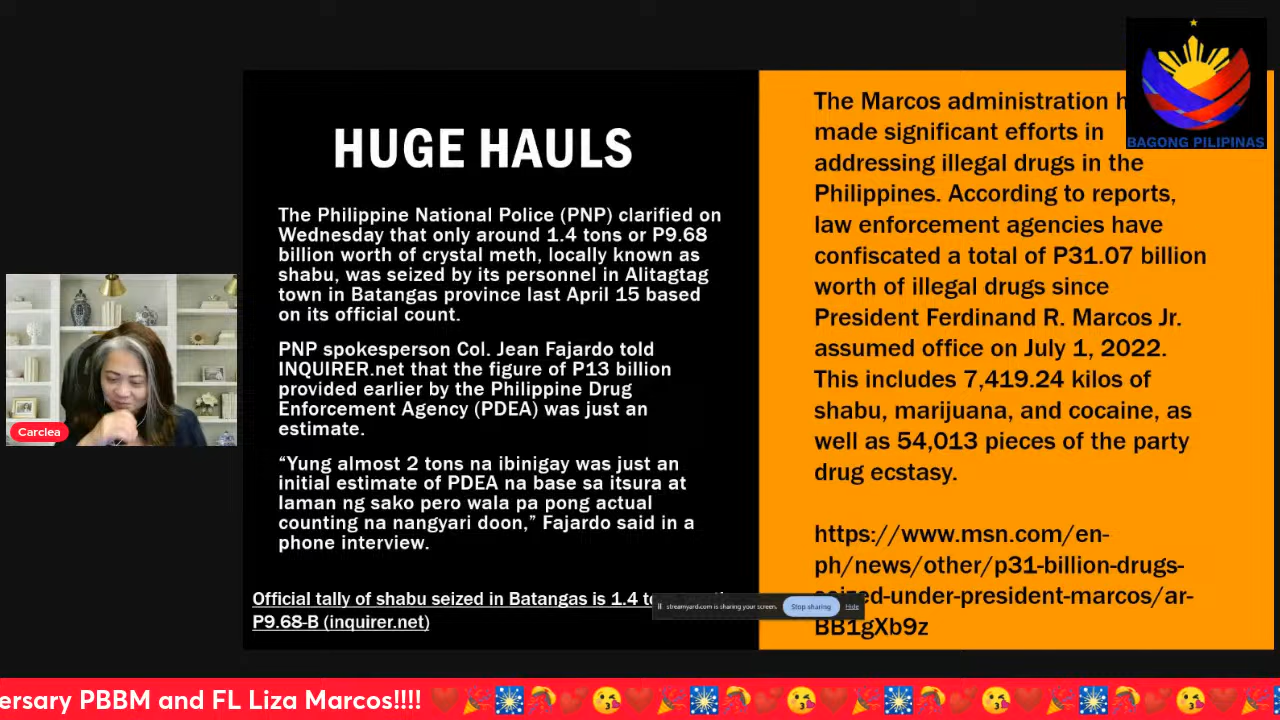 HUGE HAULS
The Philippine National Police (PNP) clarified on
Wednesday that only around 1.4 tons or P9.68
billion worth of crystal meth, locally known as
shabu, was seized by its personnel in Alitagtag
town in Batangas province last April 15 based
on its official count.
PNP spokesperson Col. Jean Fajardo told
INQUIRER.net that the figure of P13 billion
provided earlier by the Philippine Drug
Enforcement Agency (PDEA) was just an
estimate.
“Yung almost 2 tons na ibinigay was just an
initial estimate of PDEA na base sa itsura at
laman ng sako pero wala pa pong actual
counting na nangyari doon,” Fajardo said in a
phone interview.
Official tally of shabu seized in Batangas is 1.4
P9.68-B (inquirer.net)
The Marcos administration
made significant efforts in
addressing illegal drugs in the
Philippines. According to reports,
law enforcement agencies have
confiscated a total of P31.07 billion
worth of illegal drugs since
President Ferdinand R. Marcos Jr.
assumed office on July 1, 2022.
This includes 7,419.24 kilos of
shabu, marijuana, and cocaine, as
well as 54,013 pieces of the party
drug ecstasy.
https://www.msn.com/en-
ph/news/other/p31-billion-drugs-
-under-president-marcos/ar-
BB1gXb9z
BAGONG PILIPINAS
Carclea
streamyard.com is sharing your screen.
Stop sharing
Hide
ersary PBBM and FL Liza Marcos!!!!